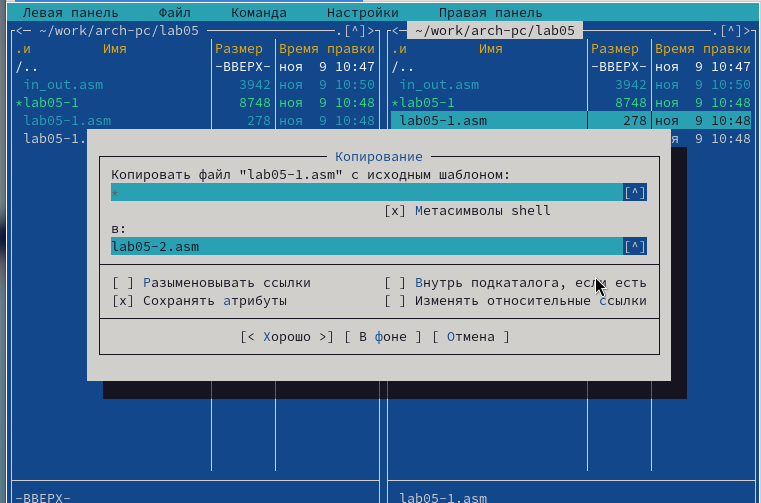 Левая панель Файл Команда Настройки Правая панель
<─ ~/work/arch-pc/lab05 .[^]> <─ ~/work/arch-pc/lab05 .[^]>
.и Имя Размер Время правки .и Имя Размер Время правки
/.. -ВВЕРХ- ноя 9 10:47 /.. -ВВЕРХ- ноя 9 10:47
in_out.asm 3942 ноя 9 10:50 in_out.asm 3942 ноя 9 10:50
*lab05-1 8748 ноя 9 10:48 *lab05-1 8748 ноя 9 10:48
lab05-1.asm 278 ноя 9 10:48 lab05-1.asm 278 ноя 9 10:48
lab05-1. я 9 10:48
Копирование
Копировать файл "lab05-1.asm" с исходным шаблоном:
* [^]
[x] Метасимволы shell
в:
lab05-2.asm [^]
[ ] Разыменовывать ссылки [ ] Внутрь подкаталога, если есть
[x] Сохранять атрибуты [ ] Изменять относительные ссылки
[< Хорошо >] [ В фоне ] [ Отмена ]
-ВВЕРХ- lab05-1.asm